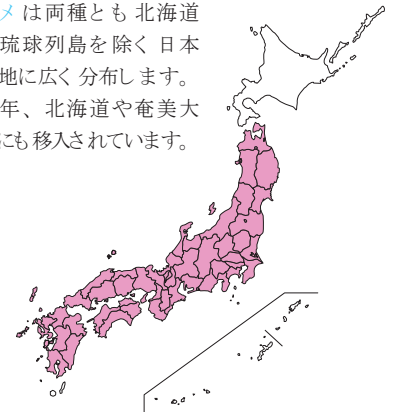 メは両種とも北海道
琉球列島を除く日本
地に広く分布します。
年、北海道や奄美大
にも移入されています。